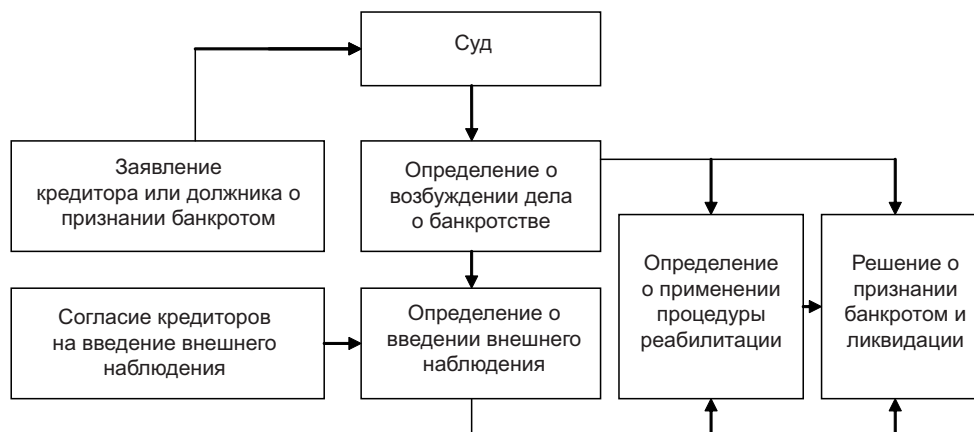 Суд
Заявление
кредитора или должника о
признании банкротом
Определение о
возбуждении дела
о банкротстве
Согласие кредиторов
на введение внешнего
наблюдения
Определение о
введении внешнего
наблюдения
Определение
о применении
процедуры
реабилитации
Решение о
признании
банкротом и
ликвидации